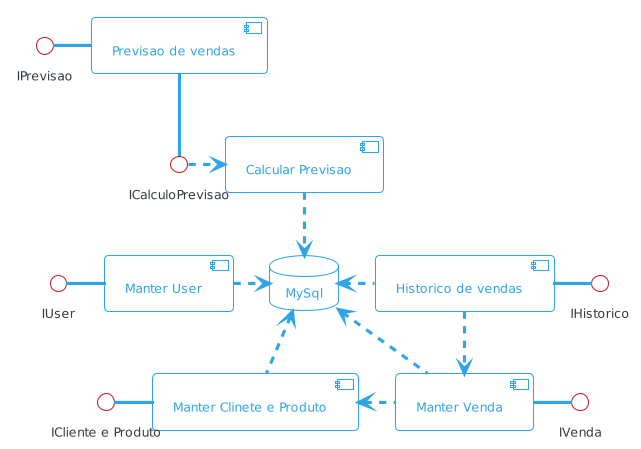 Previsao de vendas
IPrevisao
Calcular Previsao
ICalculoPrevisao
Manter User
MySql
Historico de vendas
IUser
IHistorico
Manter Clinete e Produto
Manter Venda
ICliente e Produto
IVenda